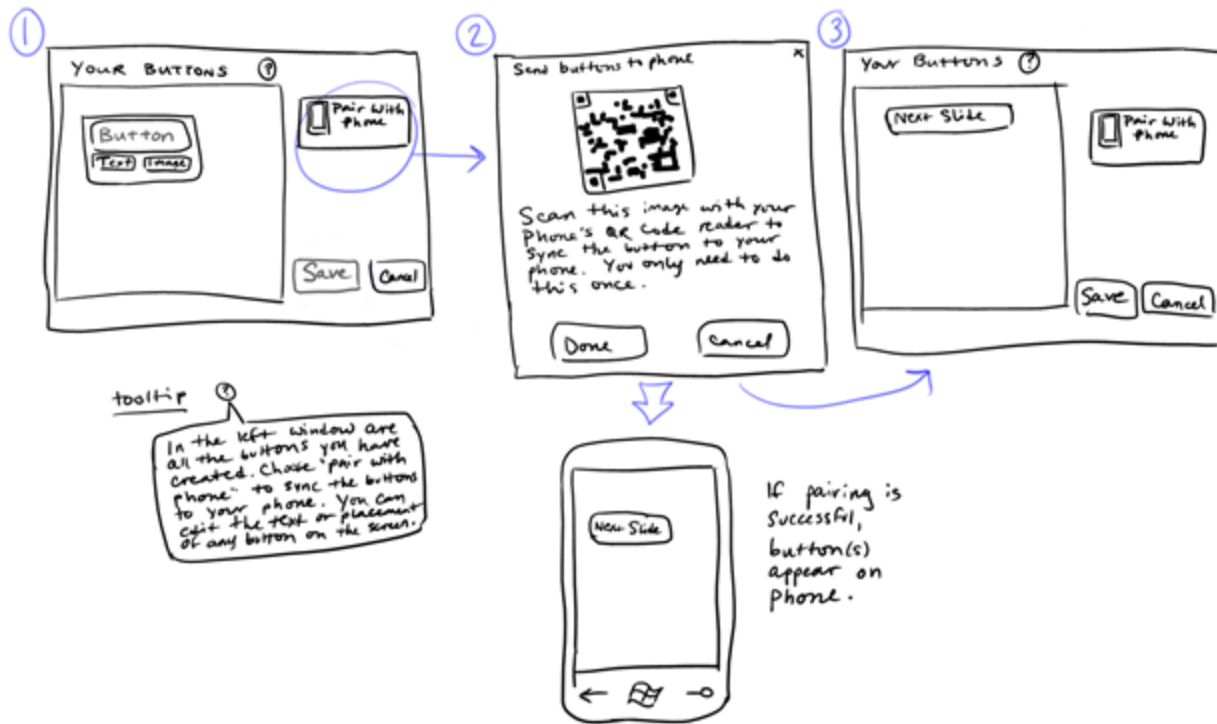 1
YOUR BUTTONS ?
Button
Text Image
Pair With
Phone
Save Cancel
tooltip ?
In the left window are
all the buttons you have
created. Choose "pair with
phone" to sync the buttons
to your phone. You can
edit the text or placement
of any button on the screen.
2
Send buttons to phone x
Scan this image with your
Phone's QR Code reader to
sync the button to your
phone. You only need to do
this once.
Done Cancel
Next Slide
If pairing is
successful,
button(s)
appear on
Phone.
3
Your Buttons ?
Next Slide
Pair With
Phone
Save Cancel